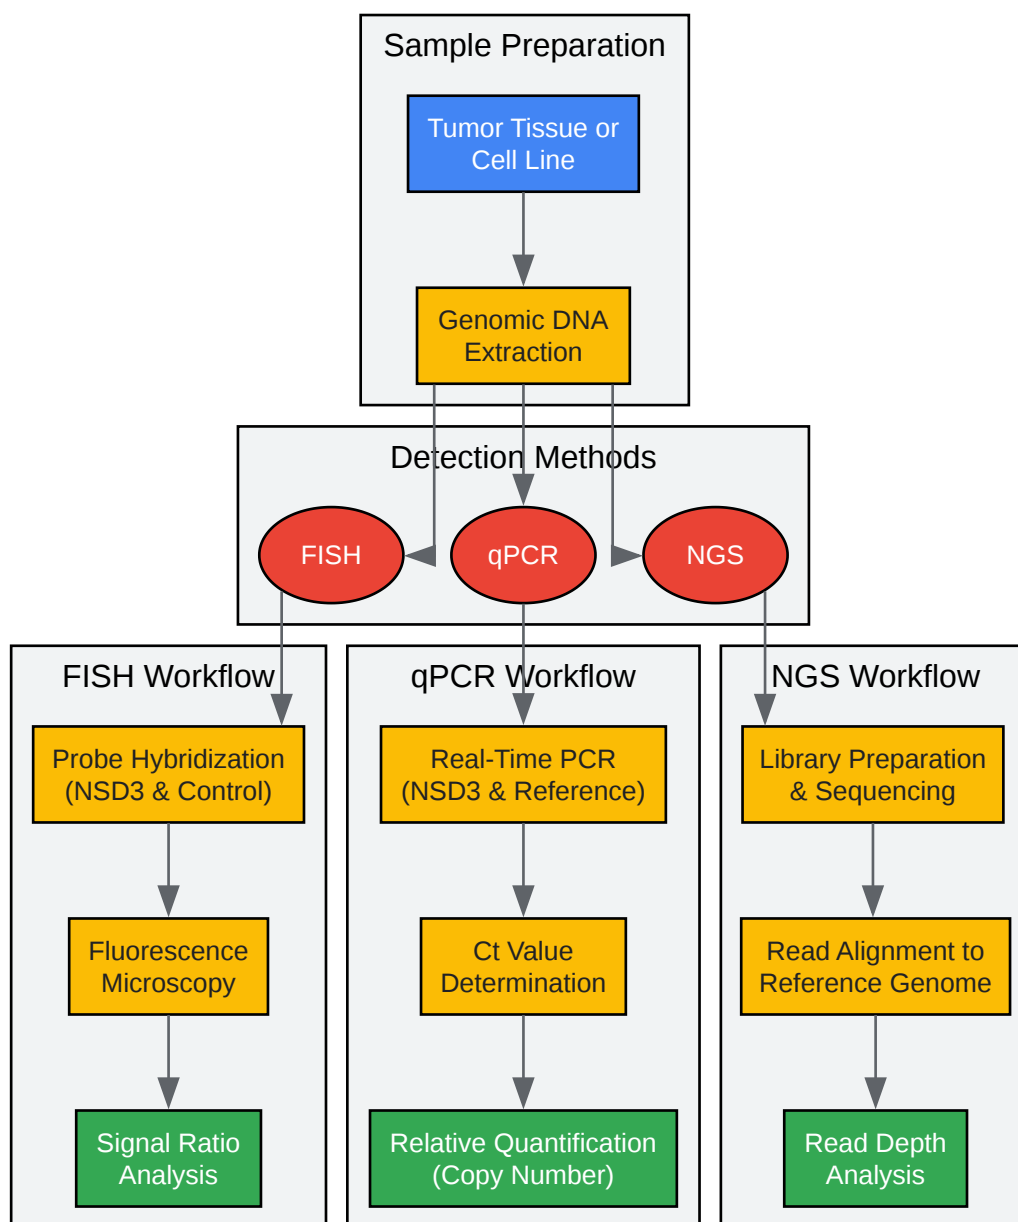 Sample Preparation
Tumor Tissue or
Cell Line
Genomic DNA
Extraction
Detection Methods
FISH
qPCR
NGS
FISH Workflow
Probe Hybridization
(NSD3 & Control)
Fluorescence
Microscopy
Signal Ratio
Analysis
qPCR Workflow
Real-Time PCR
(NSD3 & Reference)
Ct Value
Determination
Relative Quantification
(Copy Number)
NGS Workflow
Library Preparation
& Sequencing
Read Alignment to
Reference Genome
Read Depth
Analysis